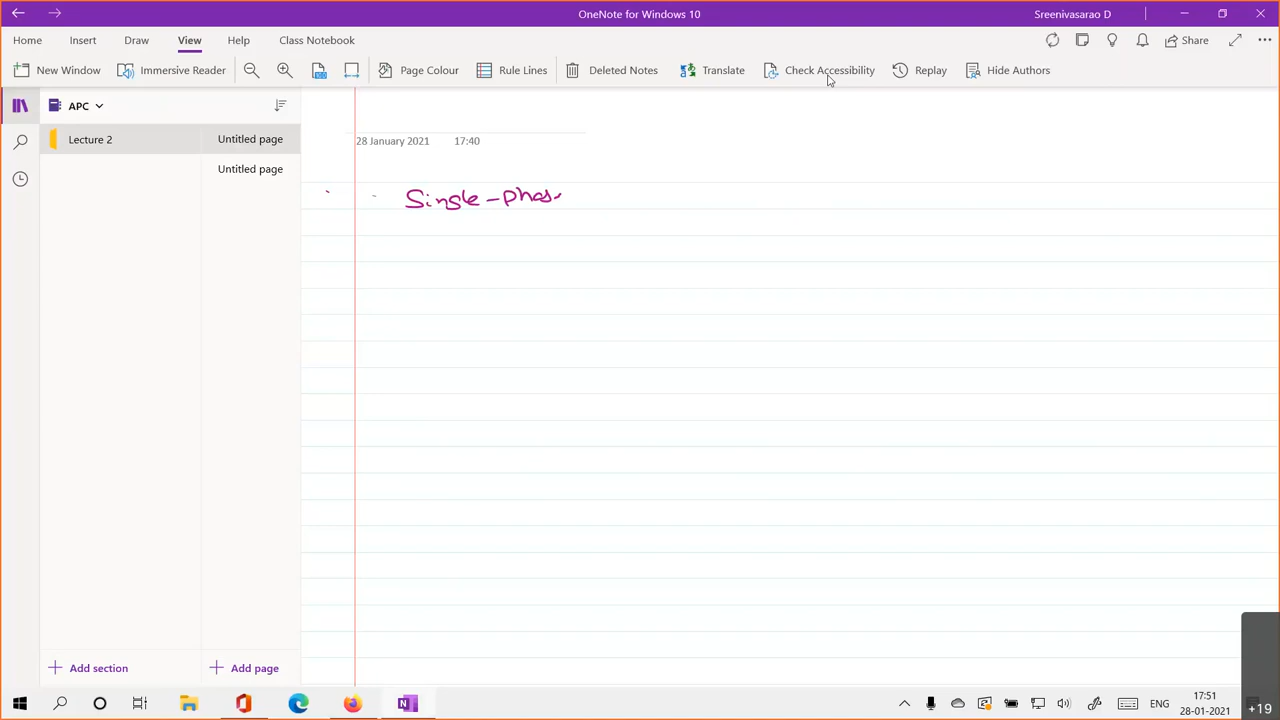 OneNote for Windows 10
Sreenivasarao D
Home Insert Draw View Help Class Notebook
Share
New Window Immersive Reader Page Colour Rule Lines Deleted Notes Translate Check Accessibility Replay Hide Authors
APC
Lecture 2
Untitled page
Untitled page
28 January 2021 17:40
Single-phas
Add section
Add page
ENG
17:51
28-01-2021
+19